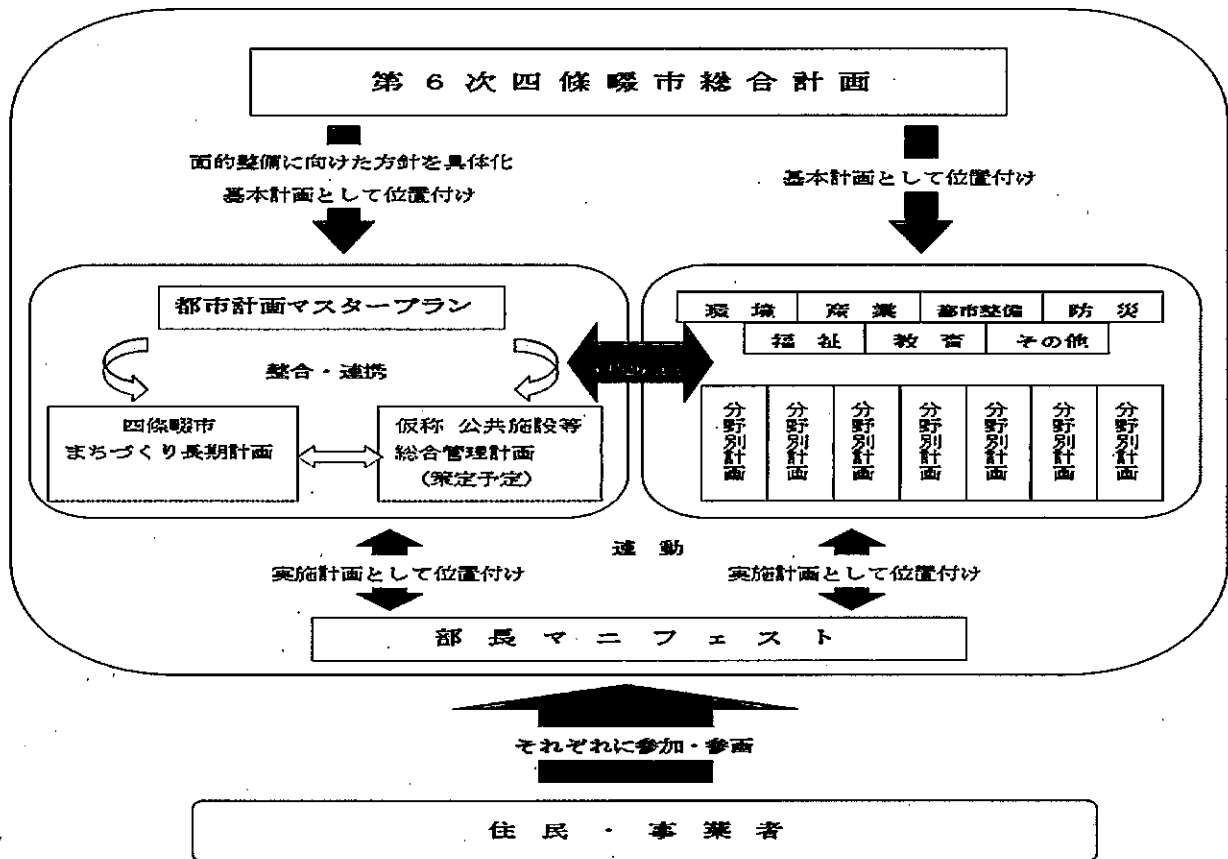 第6次四條畷市総合計画
面的整備に向けた方針を具体化
基本計画として位置付け
基本計画として位置付け
都市計画マスタープラン
整合・連携
四條畷市
まちづくり長期計画
仮称 公共施設等
総合管理計画
(策定予定)
環境
産業
都市整備
防災
福祉
教育
その他
分野別計画
分野別計画
分野別計画
分野別計画
分野別計画
分野別計画
分野別計画
連動
実施計画として位置付け
実施計画として位置付け
部長マニフェスト
それぞれに参加・参画
住民・事業者